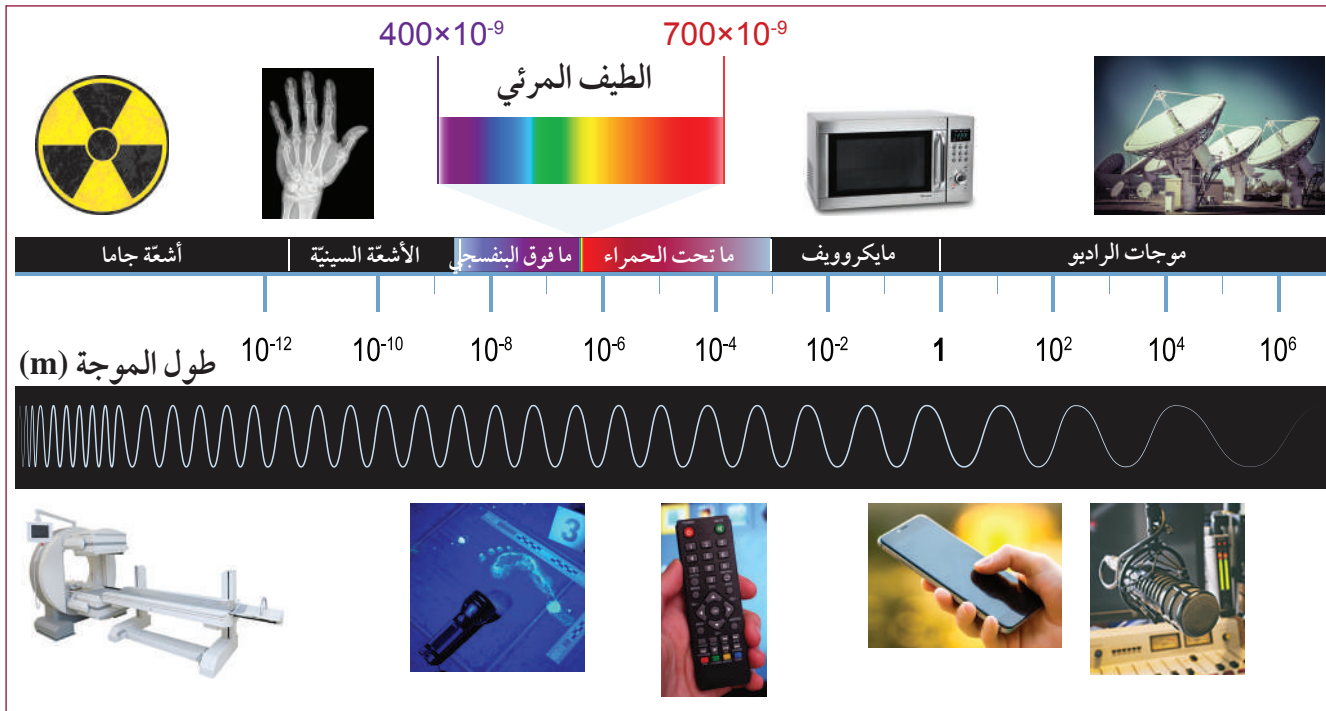 400×10⁻⁹ 700×10⁻⁹
الطيف المرئي
أشعّة جاما الأشعّة السينيّة ما فوق البنفسجي ما تحت الحمراء مايكروويف موجات الراديو
10⁻¹² 10⁻¹⁰ 10⁻⁸ 10⁻⁶ 10⁻⁴ 10⁻² 1 10² 10⁴ 10⁶
طول الموجة (m)
3